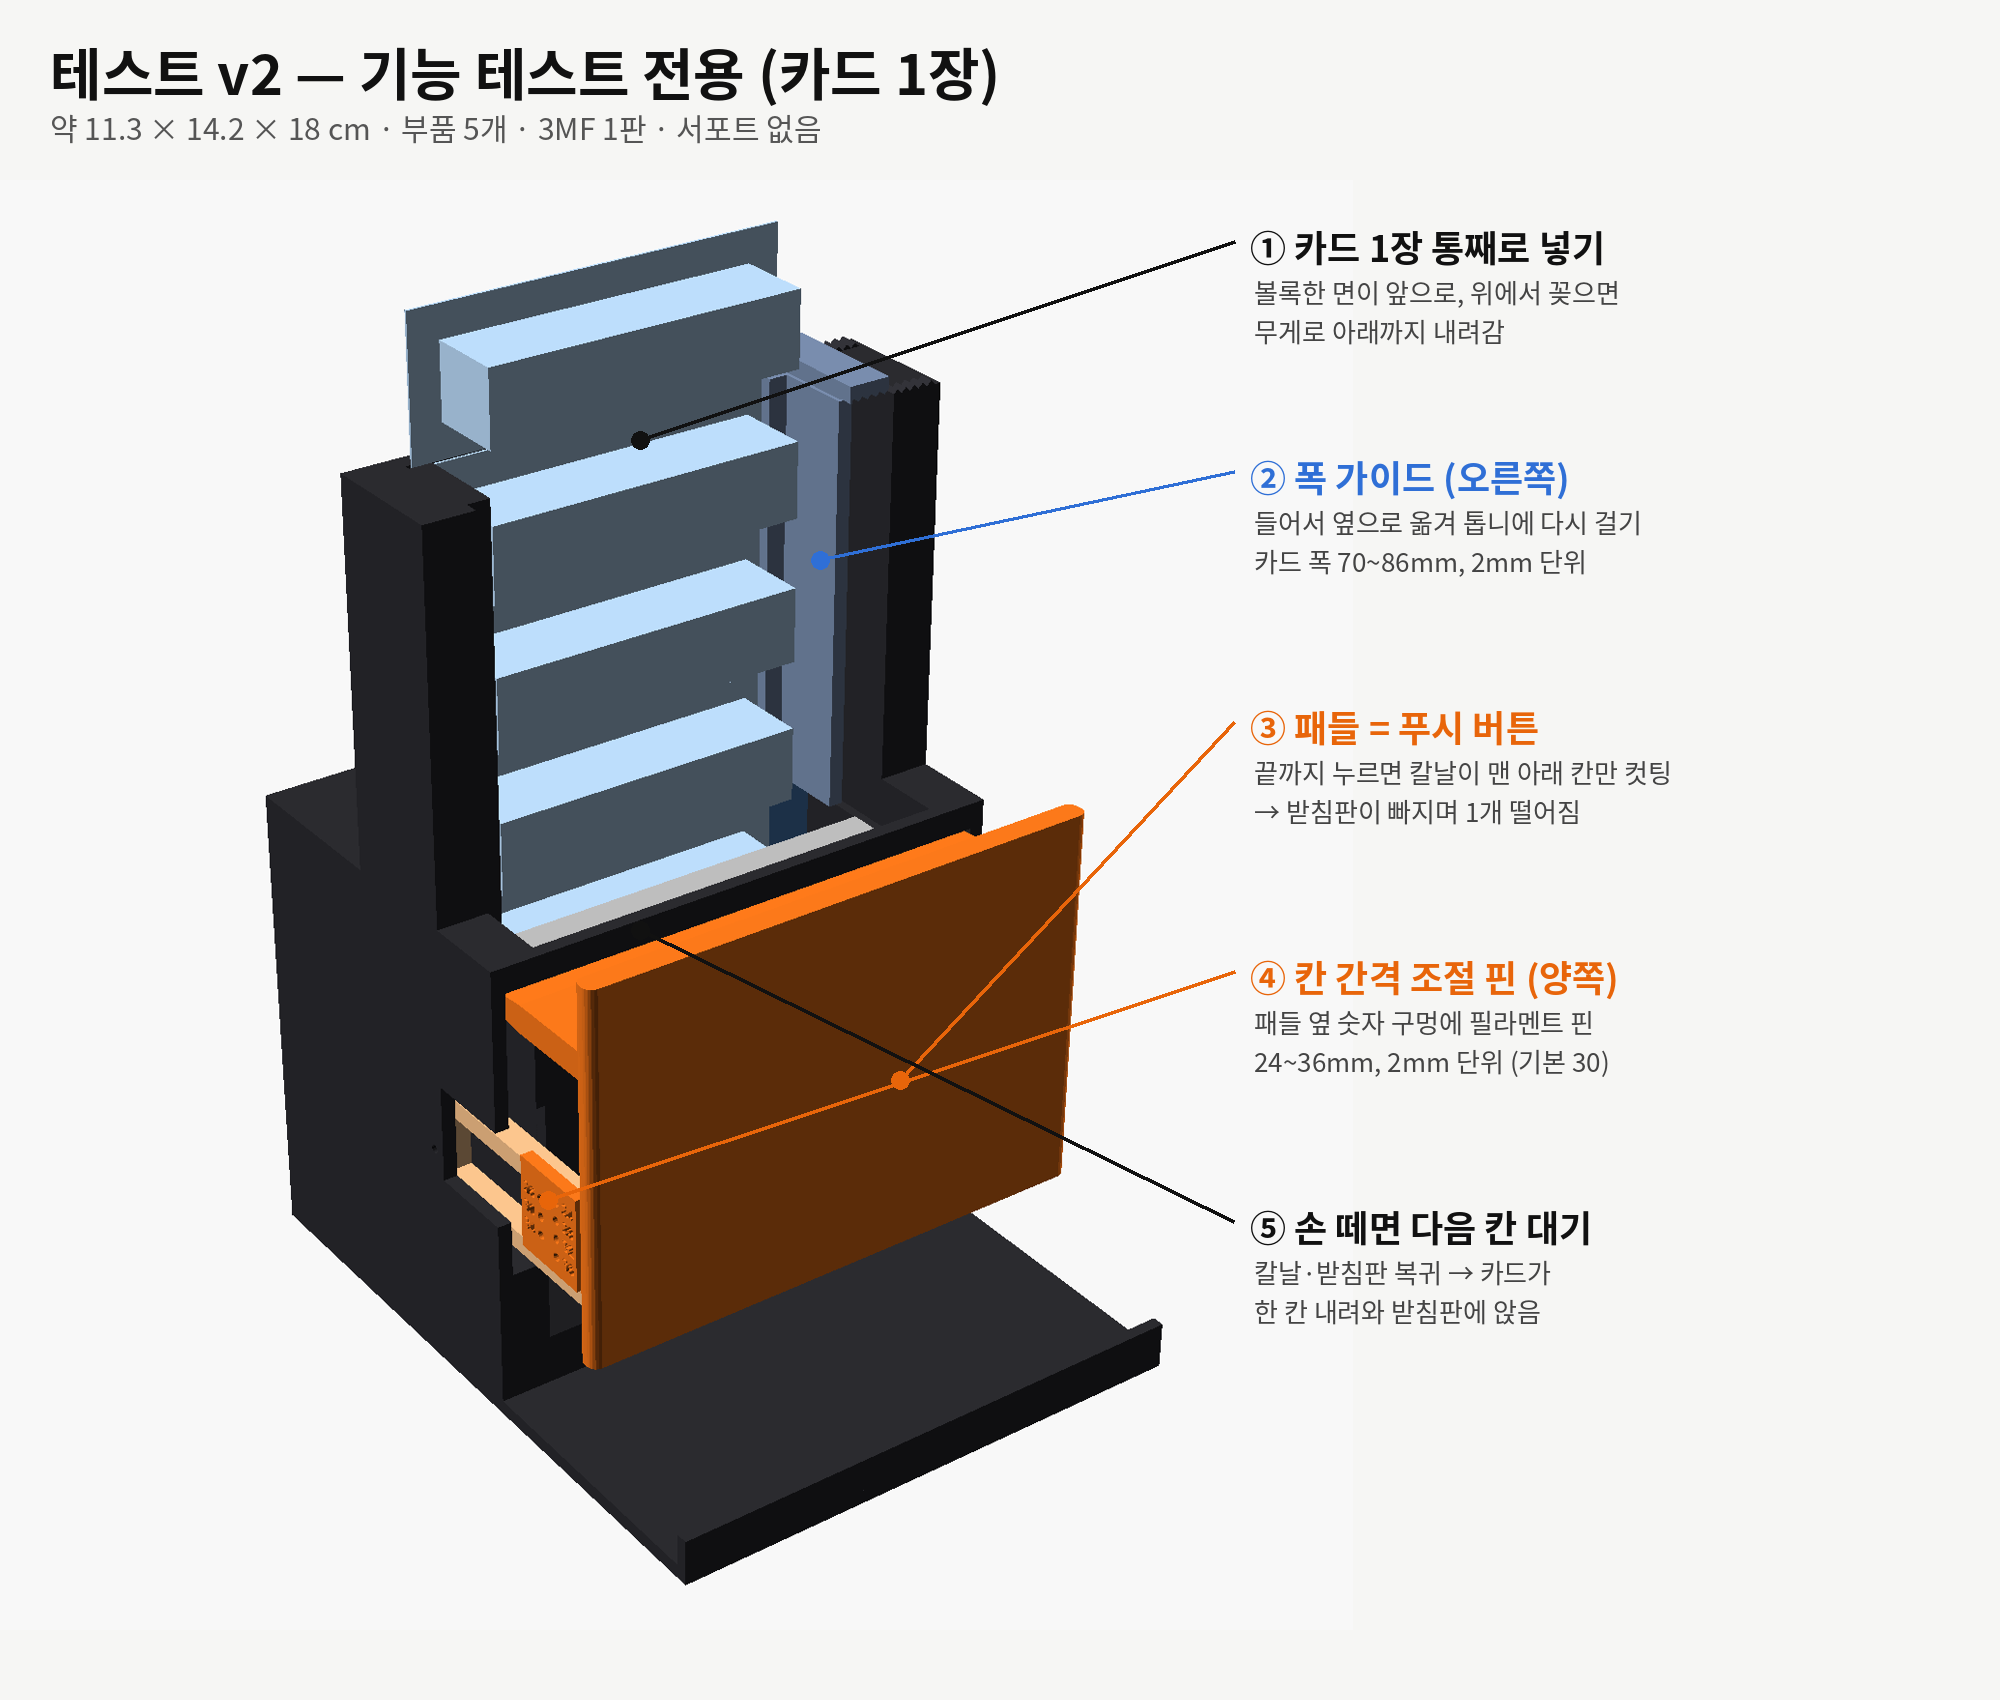 테스트 v2 — 기능 테스트 전용 (카드 1장)
약 11.3 × 14.2 × 18 cm · 부품 5개 · 3MF 1판 · 서포트 없음
① 카드 1장 통째로 넣기
볼록한 면이 앞으로, 위에서 꽂으면
무게로 아래까지 내려감
② 폭 가이드 (오른쪽)
들어서 옆으로 옮겨 톱니에 다시 걸기
카드 폭 70~86mm, 2mm 단위
③ 패들 = 푸시 버튼
끝까지 누르면 칼날이 맨 아래 칸만 컷팅
→ 받침판이 빠지며 1개 떨어짐
④ 칸 간격 조절 핀 (양쪽)
패들 옆 숫자 구멍에 필라멘트 핀
24~36mm, 2mm 단위 (기본 30)
⑤ 손 떼면 다음 칸 대기
칼날·받침판 복귀 → 카드가
한 칸 내려와 받침판에 앉음